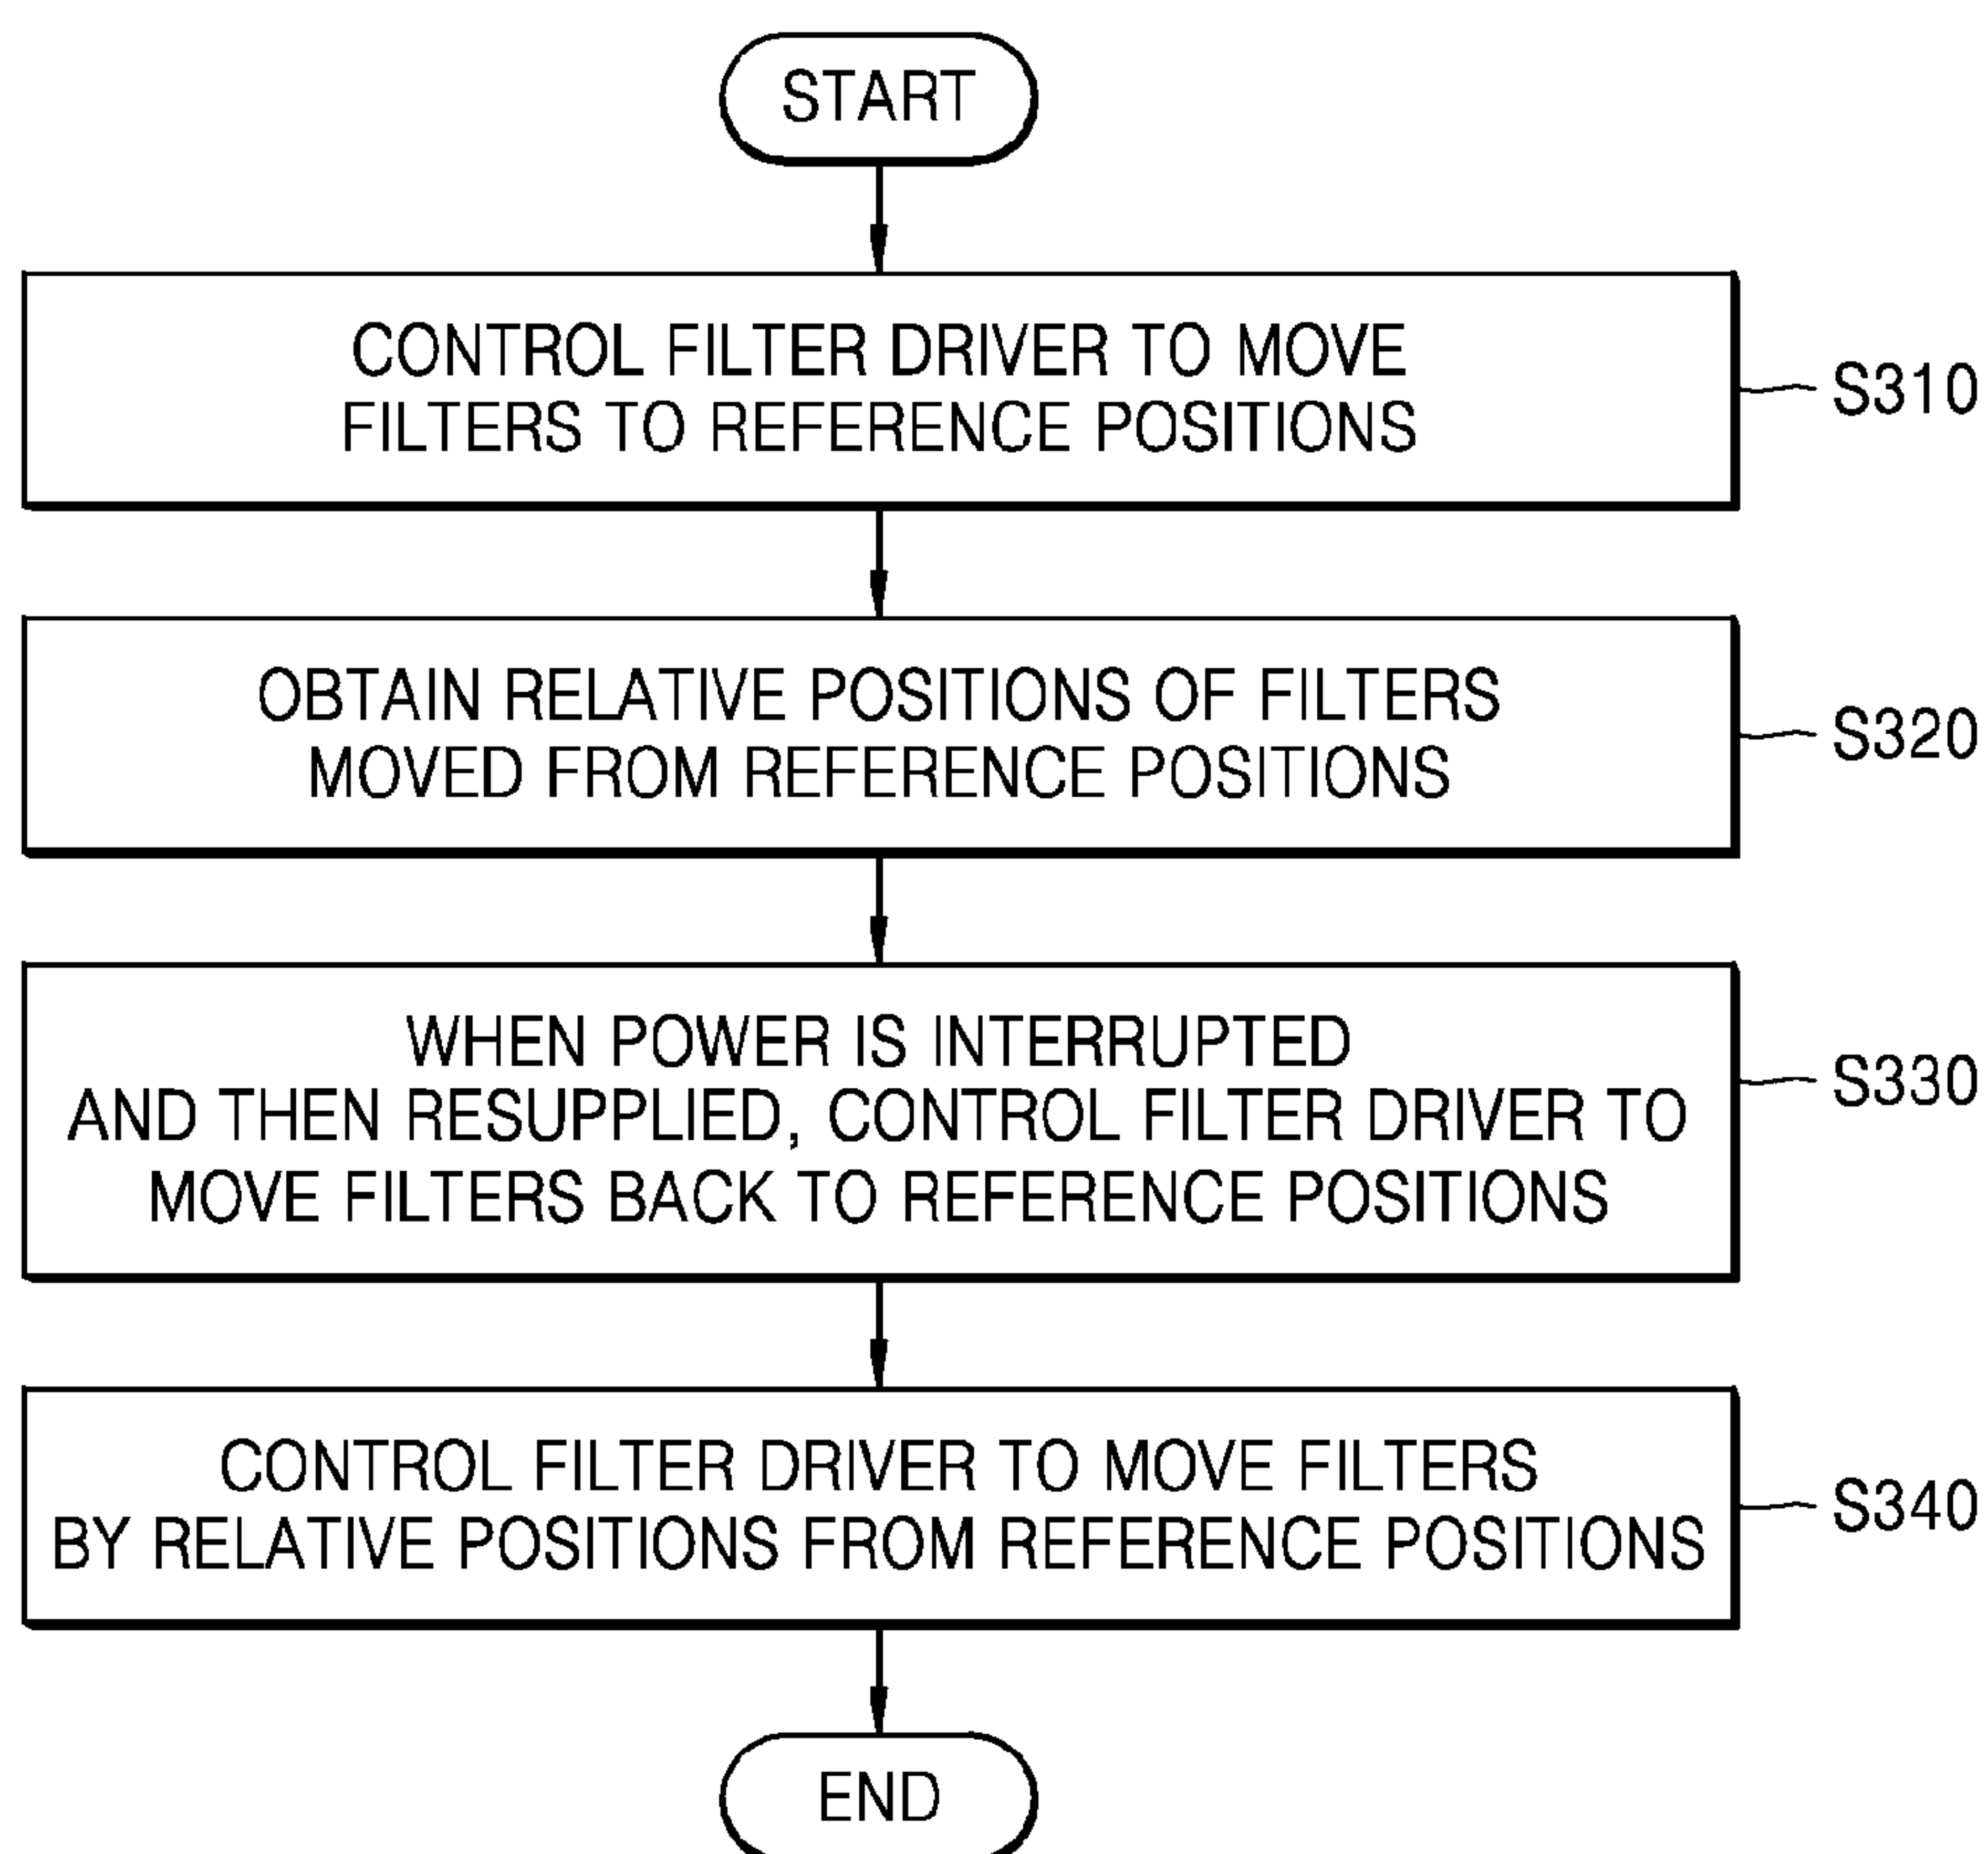 START
CONTROL FILTER DRIVER TO MOVE
FILTERS TO REFERENCE POSITIONS
S310
OBTAIN RELATIVE POSITIONS OF FILTERS
MOVED FROM REFERENCE POSITIONS
S320
WHEN POWER IS INTERRUPTED
AND THEN RESUPPLIED, CONTROL FILTER DRIVER TO
MOVE FILTERS BACK TO REFERENCE POSITIONS
S330
CONTROL FILTER DRIVER TO MOVE FILTERS
BY RELATIVE POSITIONS FROM REFERENCE POSITIONS
S340
END